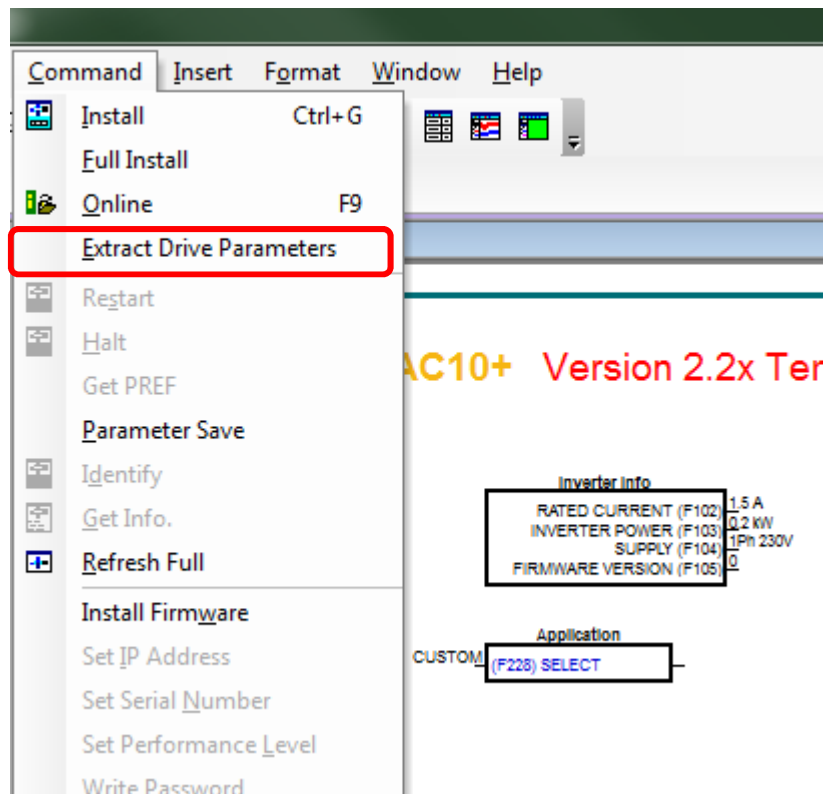 Command Insert Format Window Help
Install Ctrl+G
Full Install
Online F9
Extract Drive Parameters
Restart
Halt
Get PREF
Parameter Save
Identify
Get Info.
Refresh Full
Install Firmware
Set IP Address
Set Serial Number
Set Performance Level
Write Password
AC10+ Version 2.2x Ter
Inverter Info
RATED CURRENT (F102) 1.5 A
INVERTER POWER (F103) 0.2 kW
SUPPLY (F104) 1Ph 230V
FIRMWARE VERSION (F105) 0
Application
CUSTOM (F228) SELECT